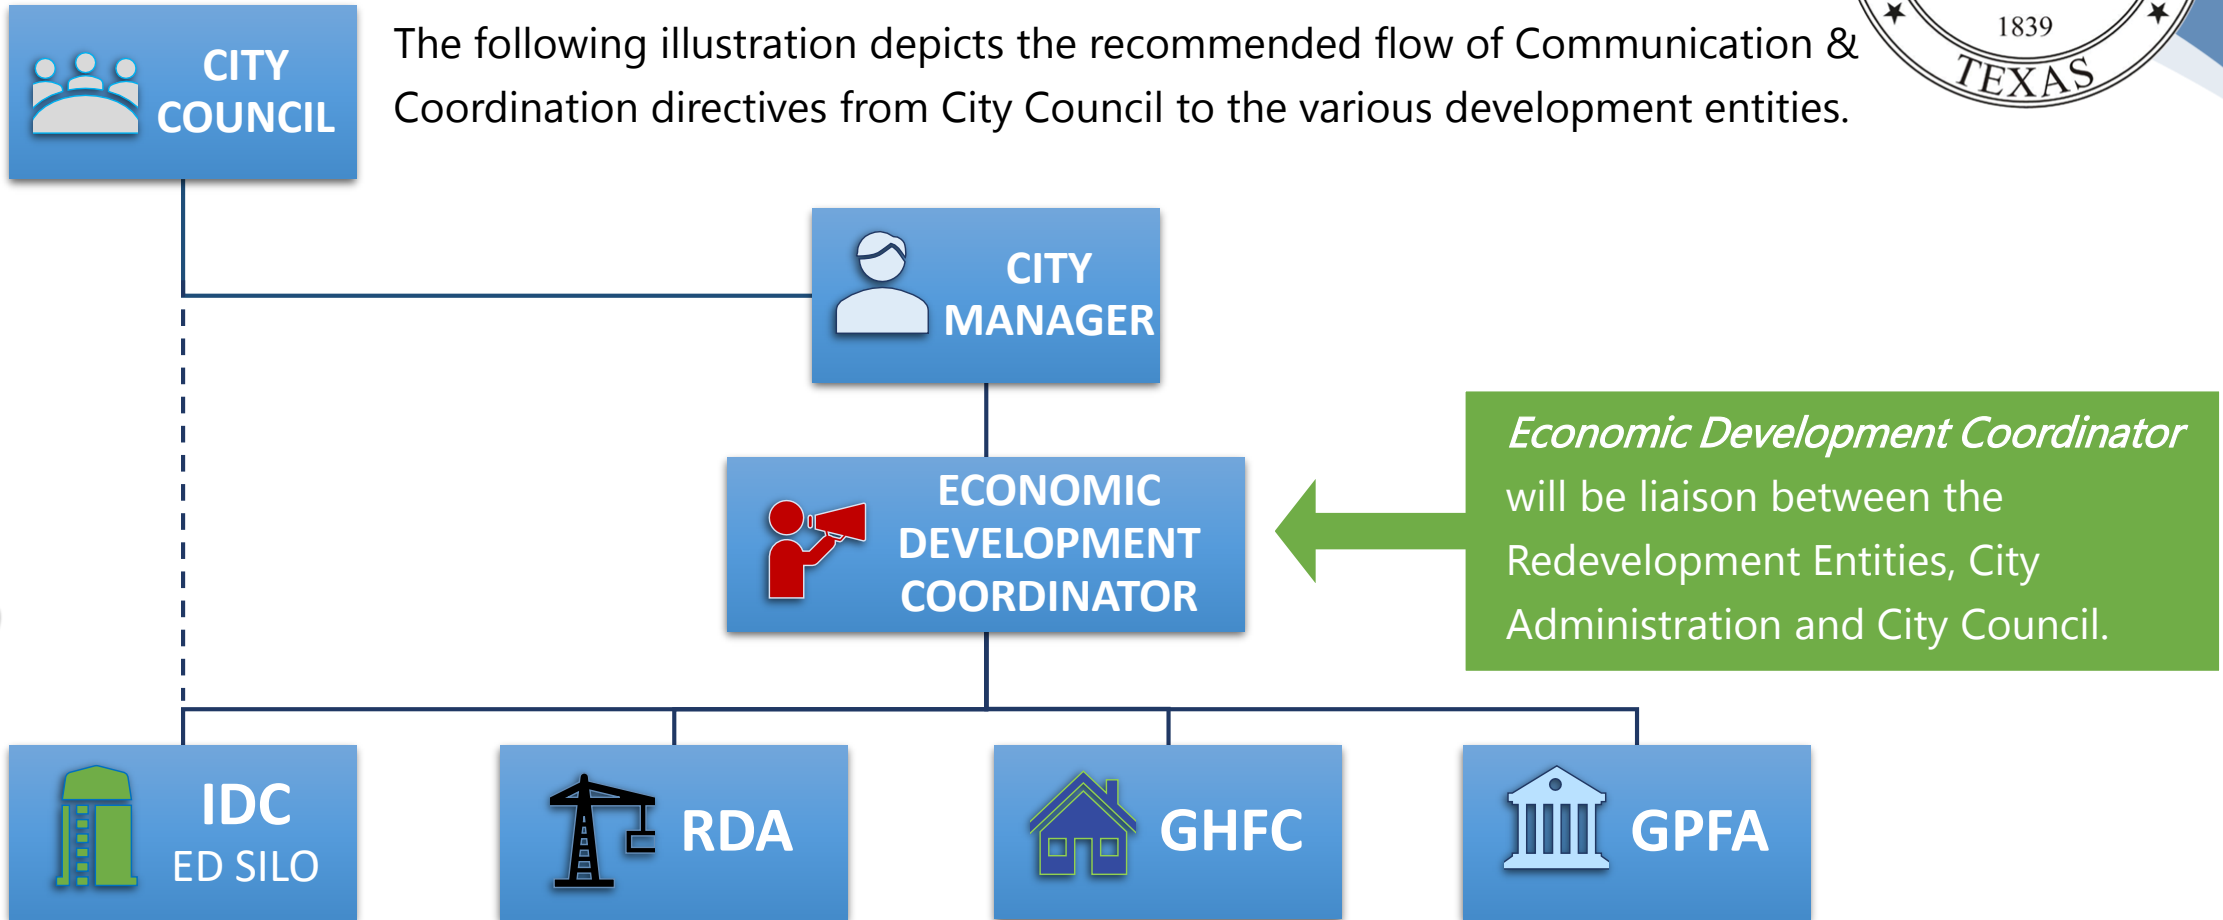 CITY
COUNCIL
The following illustration depicts the recommended flow of Communication &
Coordination directives from City Council to the various development entities.
1839
TEXAS
CITY
MANAGER
ECONOMIC
DEVELOPMENT
COORDINATOR
Economic Development Coordinator
will be liaison between the
Redevelopment Entities, City
Administration and City Council.
IDC
ED SILO
RDA
GHFC
GPFA